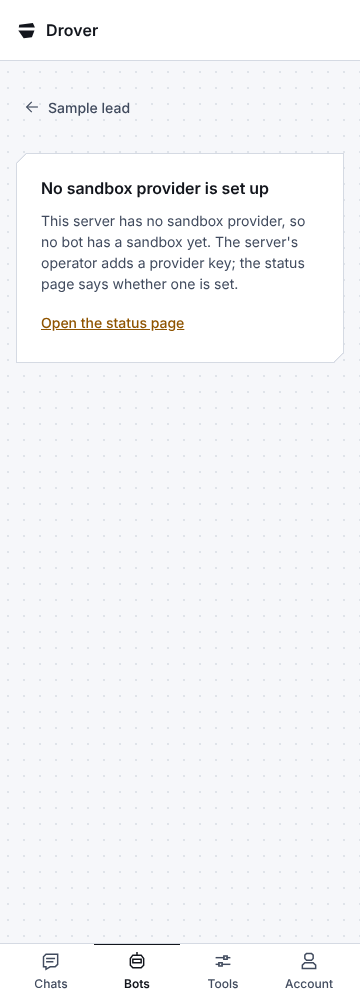 Drover
Sample lead
No sandbox provider is set up
This server has no sandbox provider, so
no bot has a sandbox yet. The server's
operator adds a provider key; the status
page says whether one is set.
Open the status page
Chats
Bots
Tools
Account